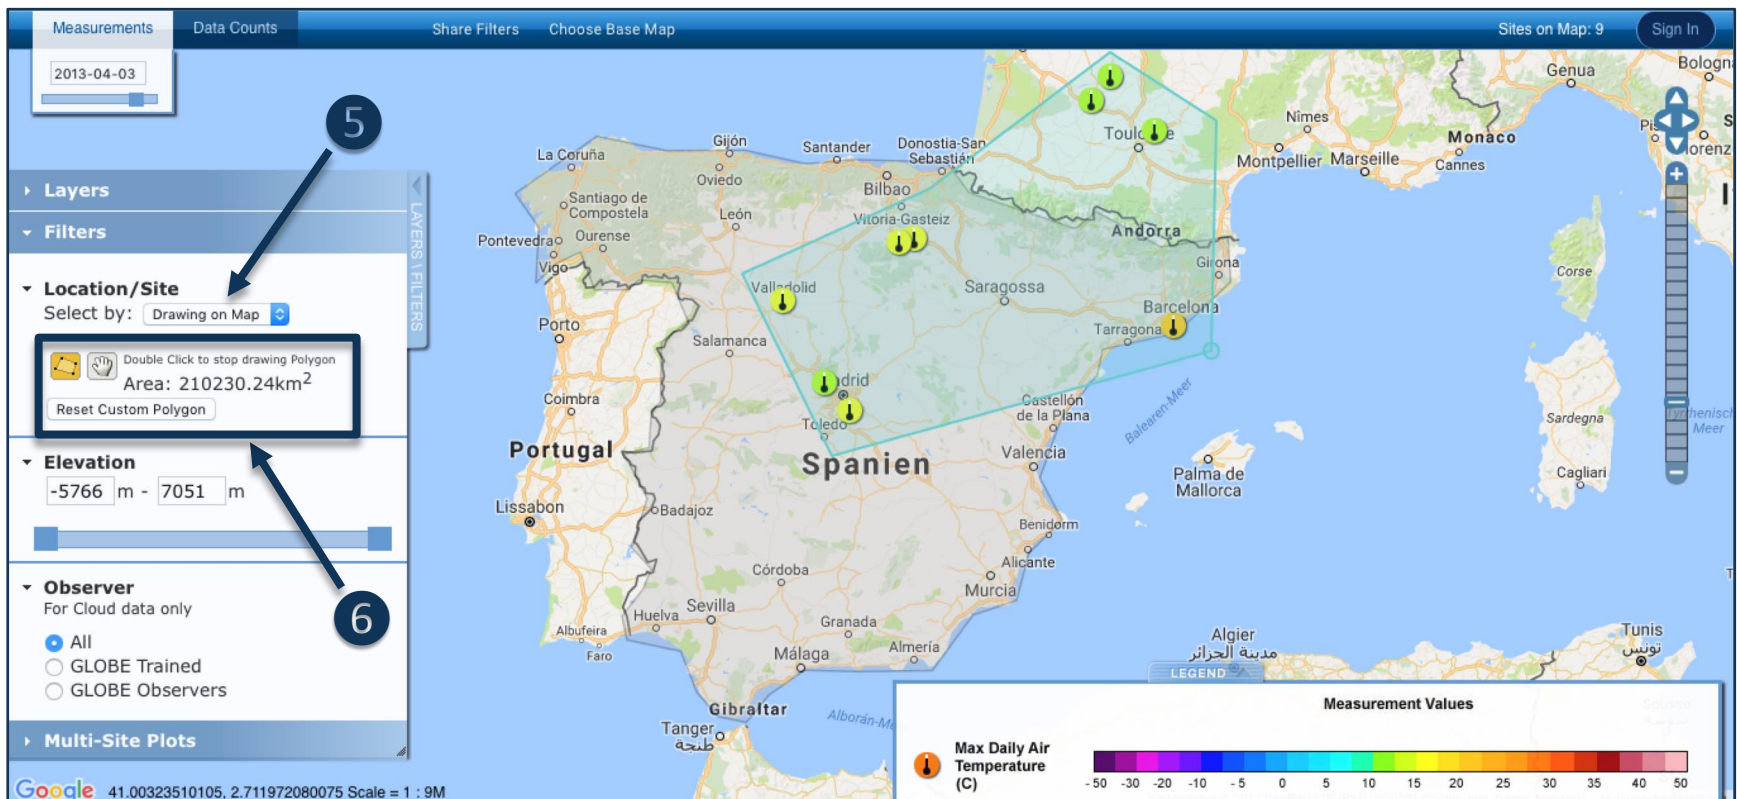 Measurements
Data Counts
Share Filters
Choose Base Map
Sites on Map: 9
Sign In
2013-04-03
5
Layers
Filters
LAYERS \ FILTERS
Location/Site
Select by: Drawing on Map
Double Click to stop drawing Polygon
Area: 210230.24km2
Reset Custom Polygon
Elevation
-5766 m - 7051 m
6
Observer
For Cloud data only
All
GLOBE Trained
GLOBE Observers
Multi-Site Plots
Google
41.00323510105, 2.711972080075 Scale = 1 : 9M
Genua
Bologn
Nîmes
Monaco
Montpellier
Marseille
Cannes
orenz
La Coruña
Gijón
Santander
Donostia-San
Sebastián
Oviedo
Bilbao
Santiago de
Compostela
León
Vitoria-Gasteiz
Pontevedra
Ourense
Andorra
Vigo
Girona
Corse
Valladolid
Saragossa
Barcelona
Porto
Tarragona
Salamanca
Coimbra
Castellón
de la Plana
Balearen-Meer
Toledo
Sardegna
Meer
Portugal
Spanien
Valencia
Palma de
Mallorca
Cagliari
Lissabon
Badajoz
Benidorm
Córdoba
Alicante
Murcia
Huelva
Sevilla
Granada
Albufeira
Faro
Málaga
Almería
Algier
مدينة الجزائر
Tunis
تونس
Gibraltar
Tanger
طنجة
LEGEND
Measurement Values
Max Daily Air
Temperature
(C)
-50 -30 -20 -10 -5 0 5 10 15 20 25 30 35 40 50